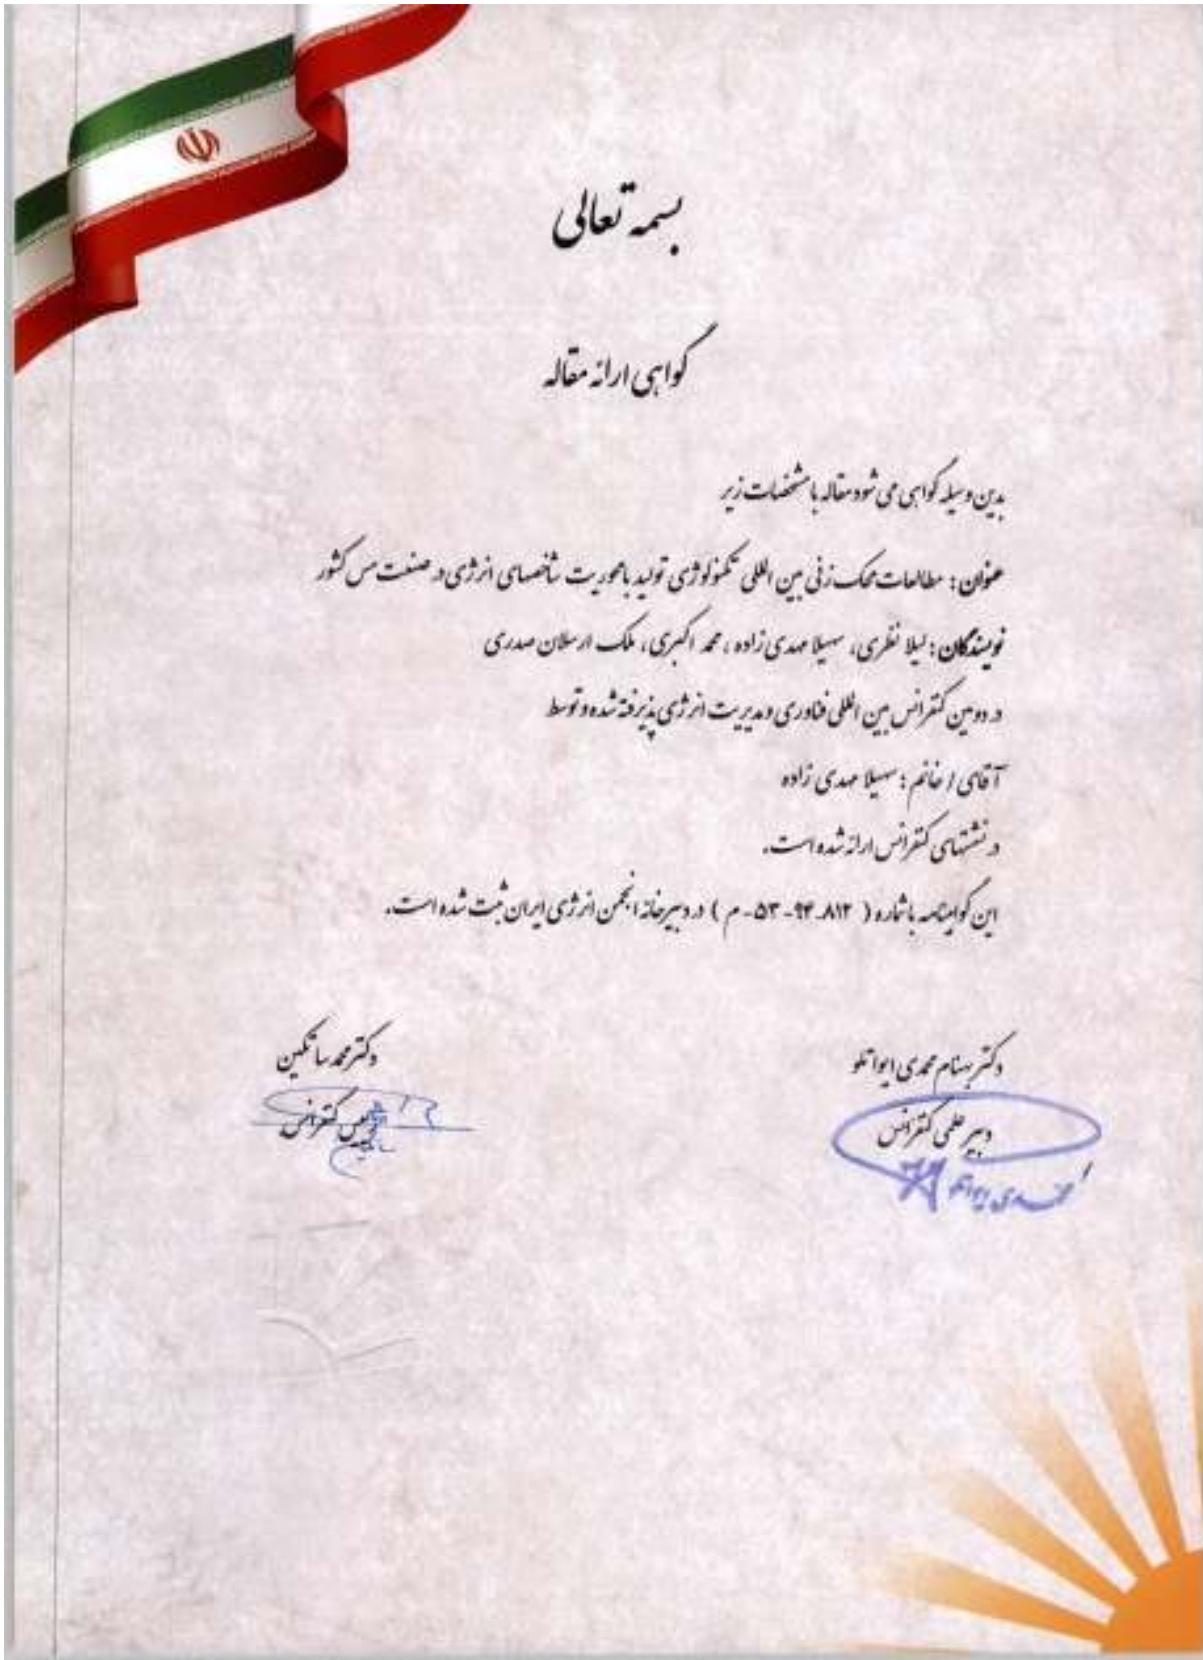 بسمه تعالی
گواهی ارائه مقاله
بدین وسیله گواهی می شود مقاله با مشخصات زیر
عنوان: مطالعات محک زنی بین المللی تکنولوژی تولید با محوریت شاخصهای انرژی در صنعت مس کشور
نویسندگان: لیلا نظری، سهیلا مهدی زاده، محمد اکبری، ملک ارسلان صدری
در دومین کنفرانس بین المللی فناوری و مدیریت انرژی پذیرفته شده و توسط
آقای / خانم: سهیلا مهدی زاده
در نشستهای کنفرانس ارائه شده است.
این گواهینامه با شماره ( ۸۱۲-۹۴-۵۳-م ) در دبیرخانه انجمن انرژی ایران ثبت شده است.
دکتر بهنام محمدی ایواتلو
دکتر محمد ساتکین
دبیر علمی کنفرانس
رئیس کنفرانس